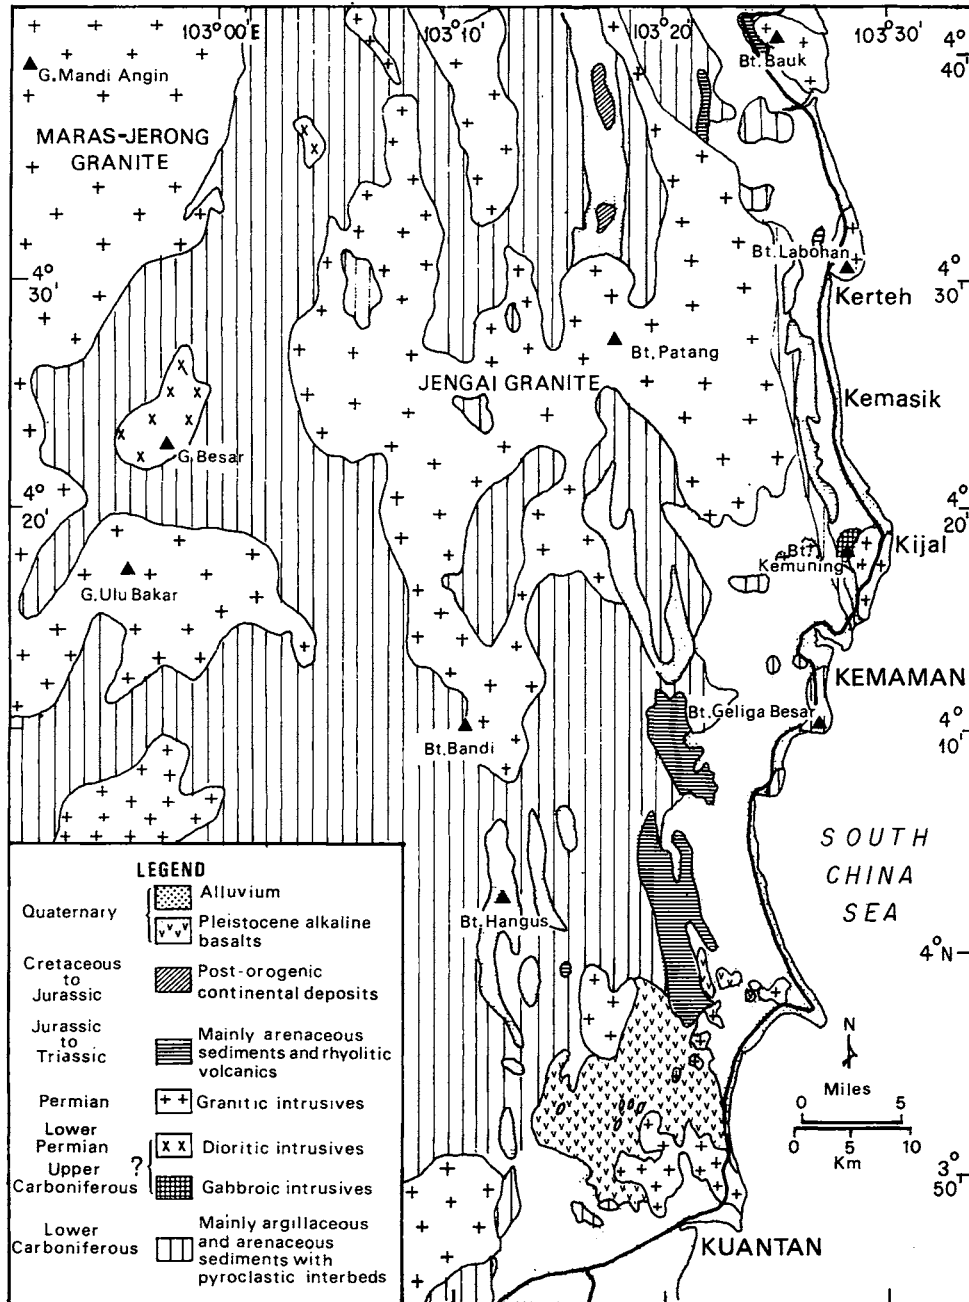 103°00'E
103°10'
103°20'
103°30'
4°
40'
G.Mandi Angin
Bt.Bauk
MARAS-JERONG
GRANITE
Bt.Labohan
4°
30'
4°
30'
Kerteh
Bt.Patang
JENGAI GRANITE
Kemasik
G.Besar
4°
20'
4°
20'
Kijal
Bt.
Kemuning
G.Ulu Bakar
KEMAMAN
Bt.Geliga Besar
4°
10'
Bt.Bandi
SOUTH
CHINA
SEA
Bt.Hangus
4°N
LEGEND
Quaternary
Alluvium
Pleistocene alkaline
basalts
Cretaceous
to
Jurassic
Post-orogenic
continental deposits
Jurassic
to
Triassic
Mainly arenaceous
sediments and rhyolitic
volcanics
Permian
++ Granitic intrusives
Lower
Permian
?
Upper
Carboniferous
x x Dioritic intrusives
Gabbroic intrusives
Lower
Carboniferous
Mainly argillaceous
and arenaceous
sediments with
pyroclastic interbeds
N
Miles
0 5
0 5 10
Km
3°
50'
KUANTAN